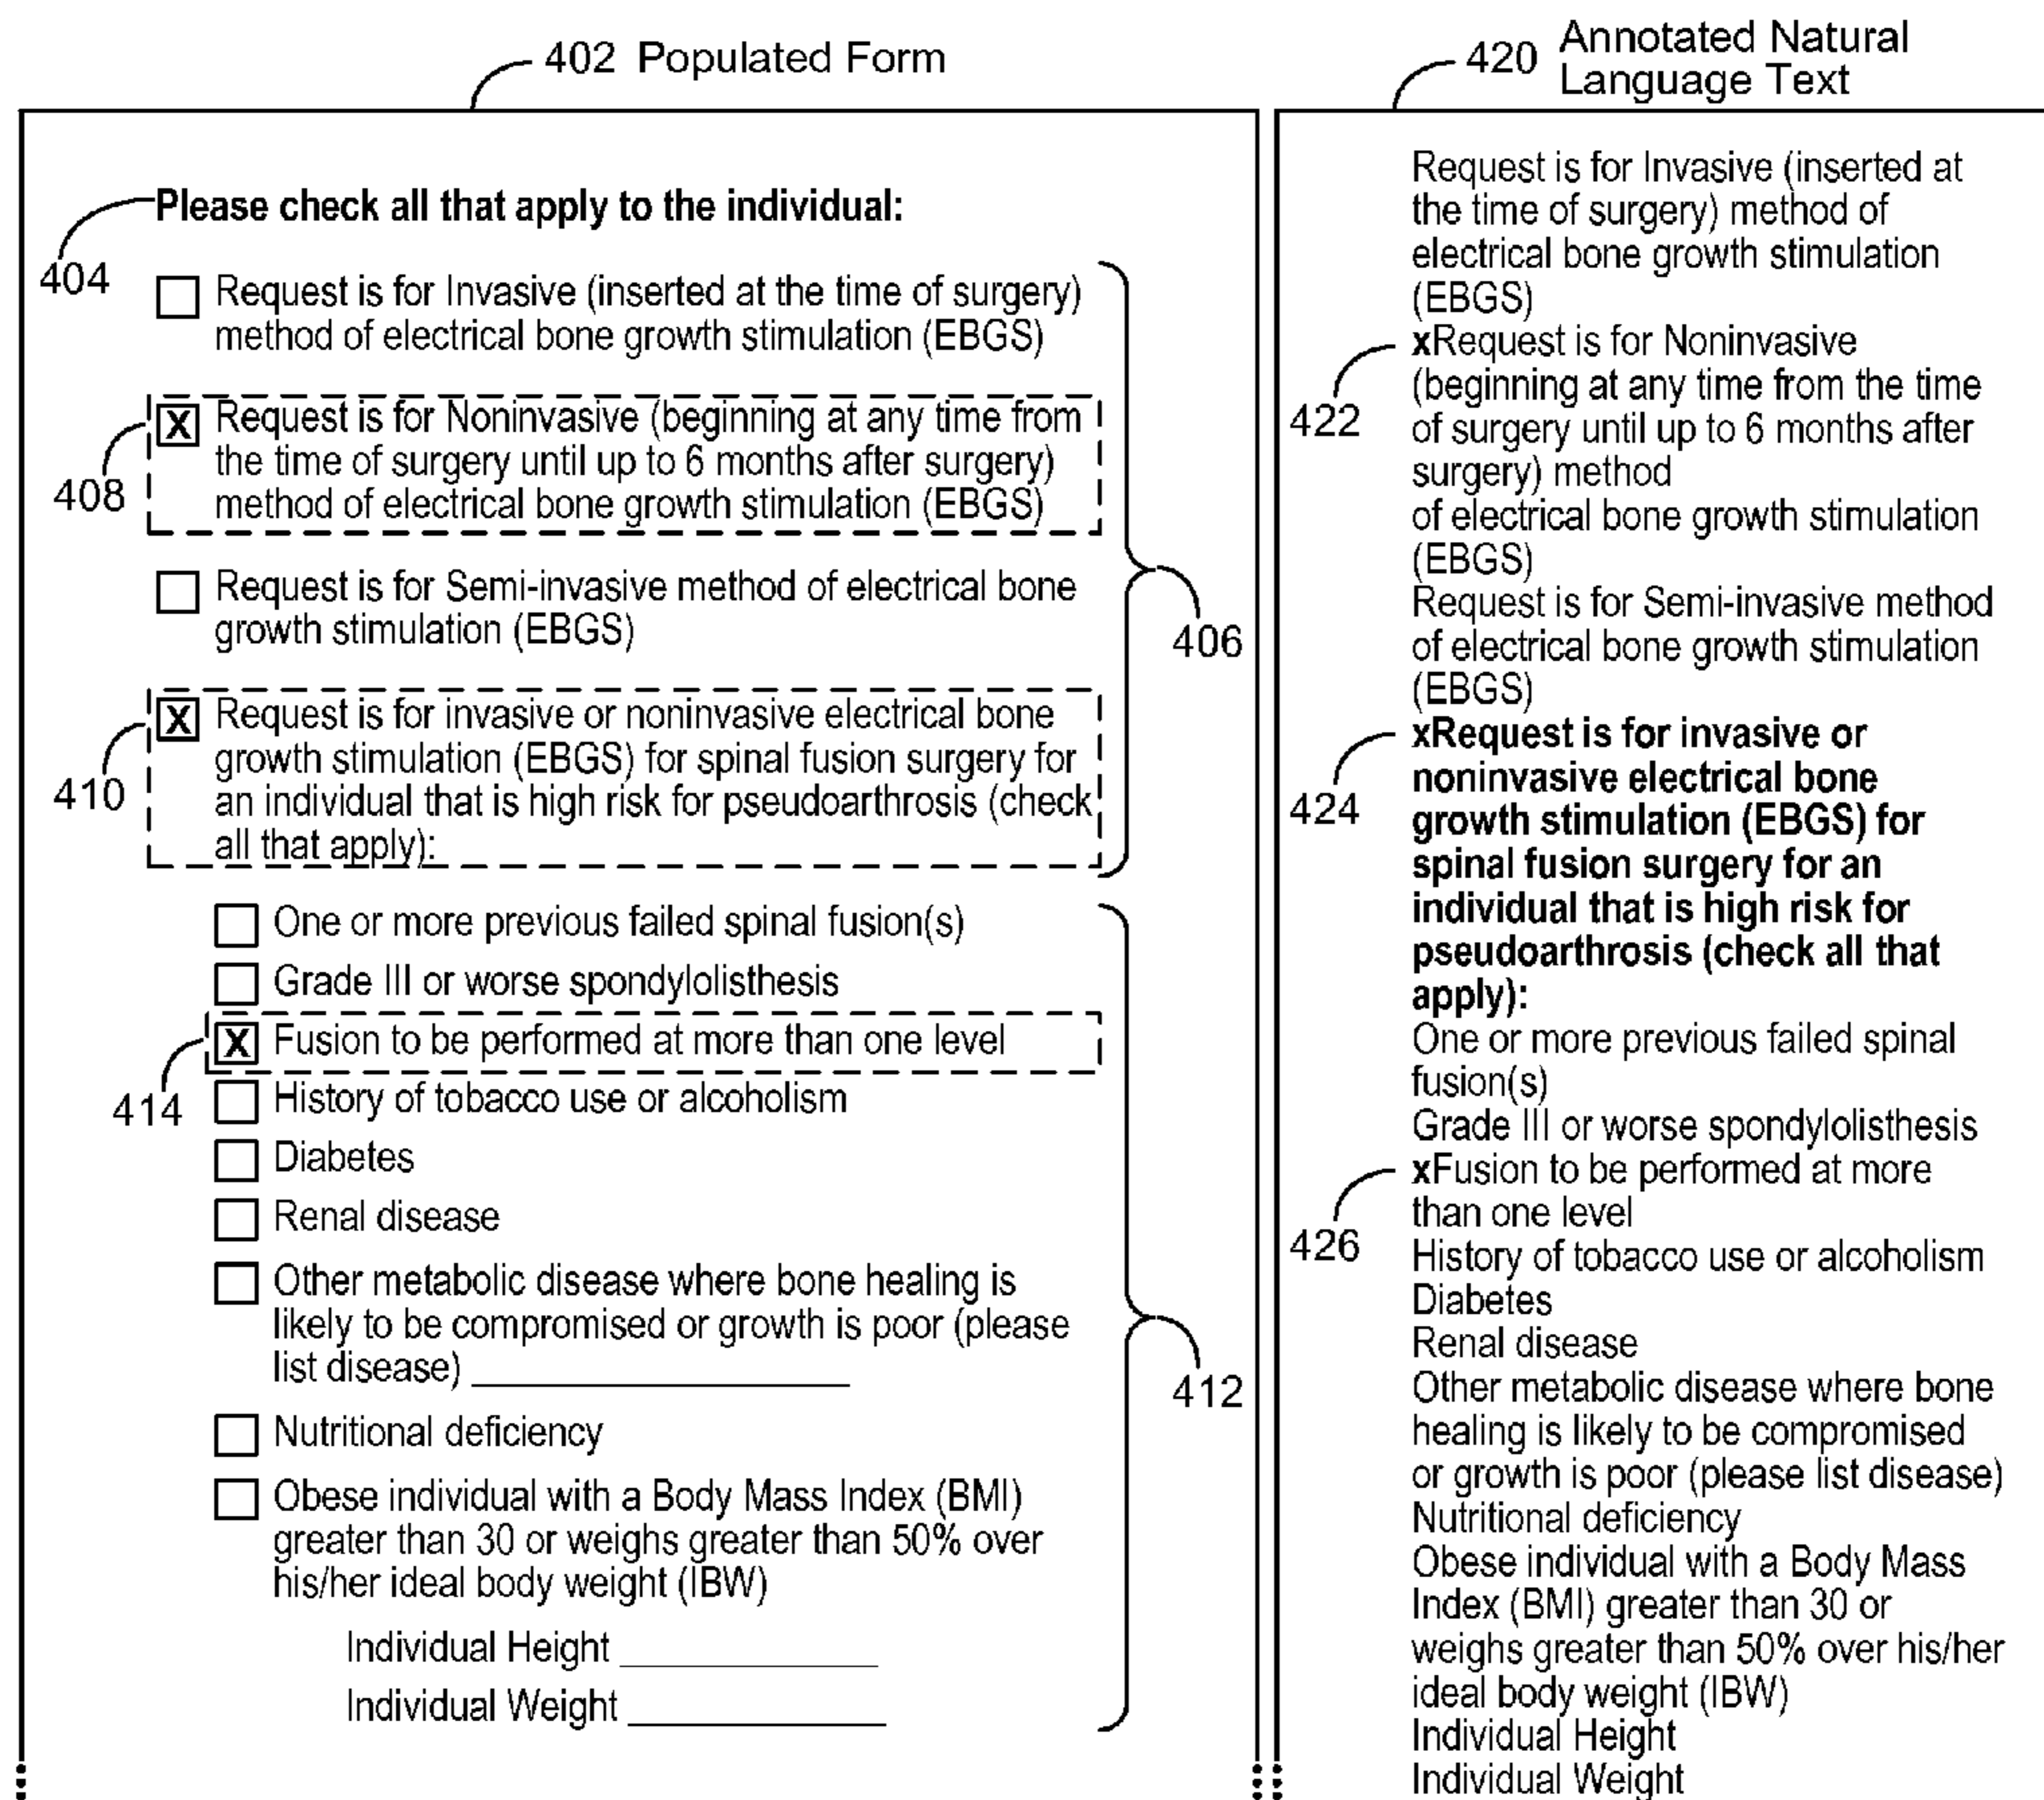 402 Populated Form
Please check all that apply to the individual:
404
Request is for Invasive (inserted at the time of surgery)
method of electrical bone growth stimulation (EBGS)
X Request is for Noninvasive (beginning at any time from
the time of surgery until up to 6 months after surgery)
method of electrical bone growth stimulation (EBGS)
408
Request is for Semi-invasive method of electrical bone
growth stimulation (EBGS)
406
X Request is for invasive or noninvasive electrical bone
growth stimulation (EBGS) for spinal fusion surgery for
an individual that is high risk for pseudoarthrosis (check
all that apply):
410
One or more previous failed spinal fusion(s)
Grade III or worse spondylolisthesis
X Fusion to be performed at more than one level
414
History of tobacco use or alcoholism
Diabetes
Renal disease
Other metabolic disease where bone healing is
likely to be compromised or growth is poor (please
list disease)
412
Nutritional deficiency
Obese individual with a Body Mass Index (BMI)
greater than 30 or weighs greater than 50% over
his/her ideal body weight (IBW)
Individual Height
Individual Weight
420 Annotated Natural
Language Text
Request is for Invasive (inserted at
the time of surgery) method of
electrical bone growth stimulation
(EBGS)
xRequest is for Noninvasive
(beginning at any time from the time
422
of surgery until up to 6 months after
surgery) method
of electrical bone growth stimulation
(EBGS)
Request is for Semi-invasive method
of electrical bone growth stimulation
(EBGS)
xRequest is for invasive or
noninvasive electrical bone
424
growth stimulation (EBGS) for
spinal fusion surgery for an
individual that is high risk for
pseudoarthrosis (check all that
apply):
One or more previous failed spinal
fusion(s)
Grade III or worse spondylolisthesis
xFusion to be performed at more
than one level
426
History of tobacco use or alcoholism
Diabetes
Renal disease
Other metabolic disease where bone
healing is likely to be compromised
or growth is poor (please list disease)
Nutritional deficiency
Obese individual with a Body Mass
Index (BMI) greater than 30 or
weighs greater than 50% over his/her
ideal body weight (IBW)
Individual Height
Individual Weight